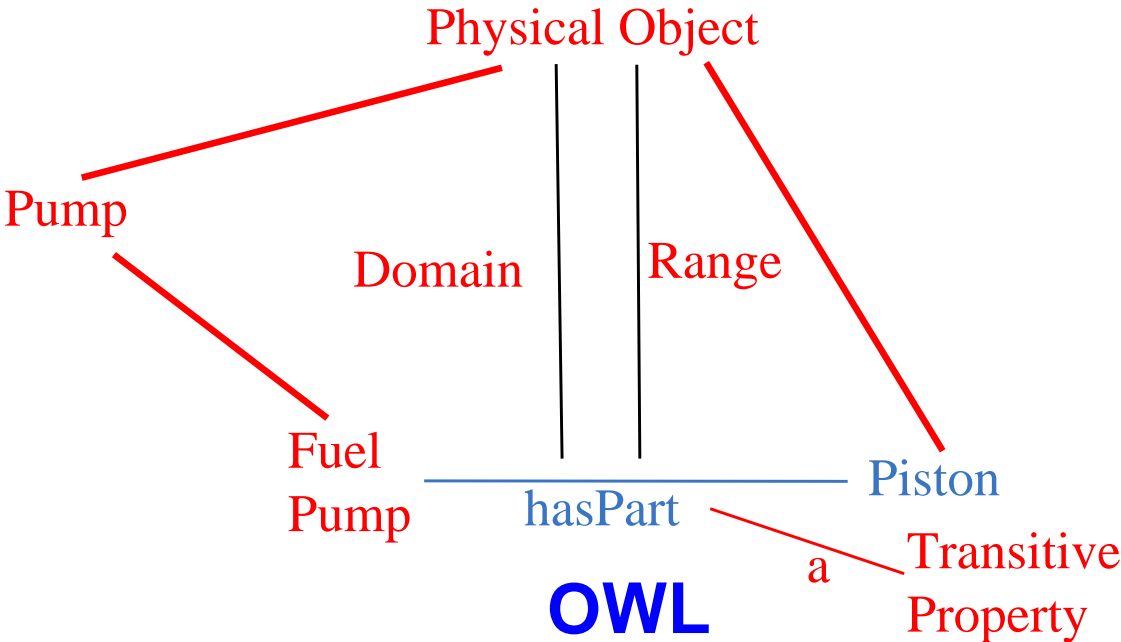 Physical Object
Pump
Domain
Range
Fuel
Pump
hasPart
Piston
a
Transitive
Property
OWL